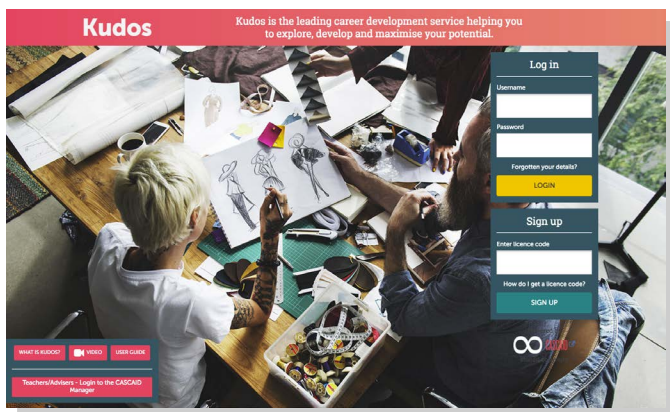 Kudos
Kudos is the leading career development service helping you
to explore, develop and maximise your potential.
Log in
Username
Password
Forgotten your details?
LOGIN
Sign up
Enter licence code
How do I get a licence code?
SIGN UP
WHAT IS KUDOS?
VIDEO
USER GUIDE
Teachers/Advisers - Login to the CASCAID
Manager